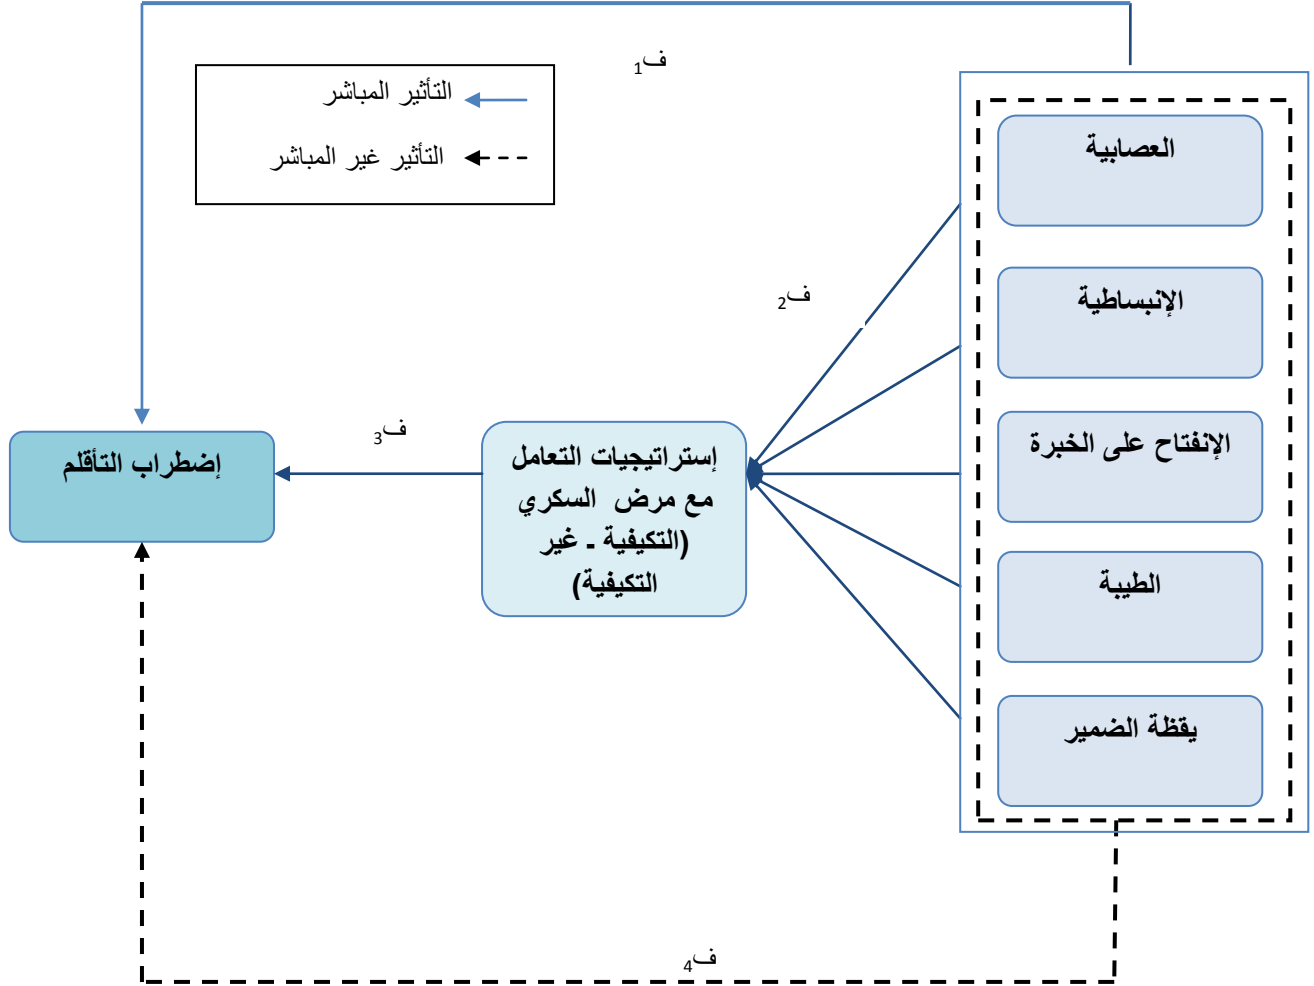 ف1
التأثير المباشر
التأثير غير المباشر
العصابية
الإنبساطية
الإنفتاح على الخبرة
الطيبة
يقظة الضمير
ف2
إستراتيجيات التعامل
مع مرض السكري
(التكيفية ـ غير
التكيفية)
ف3
إضطراب التأقلم
ف4